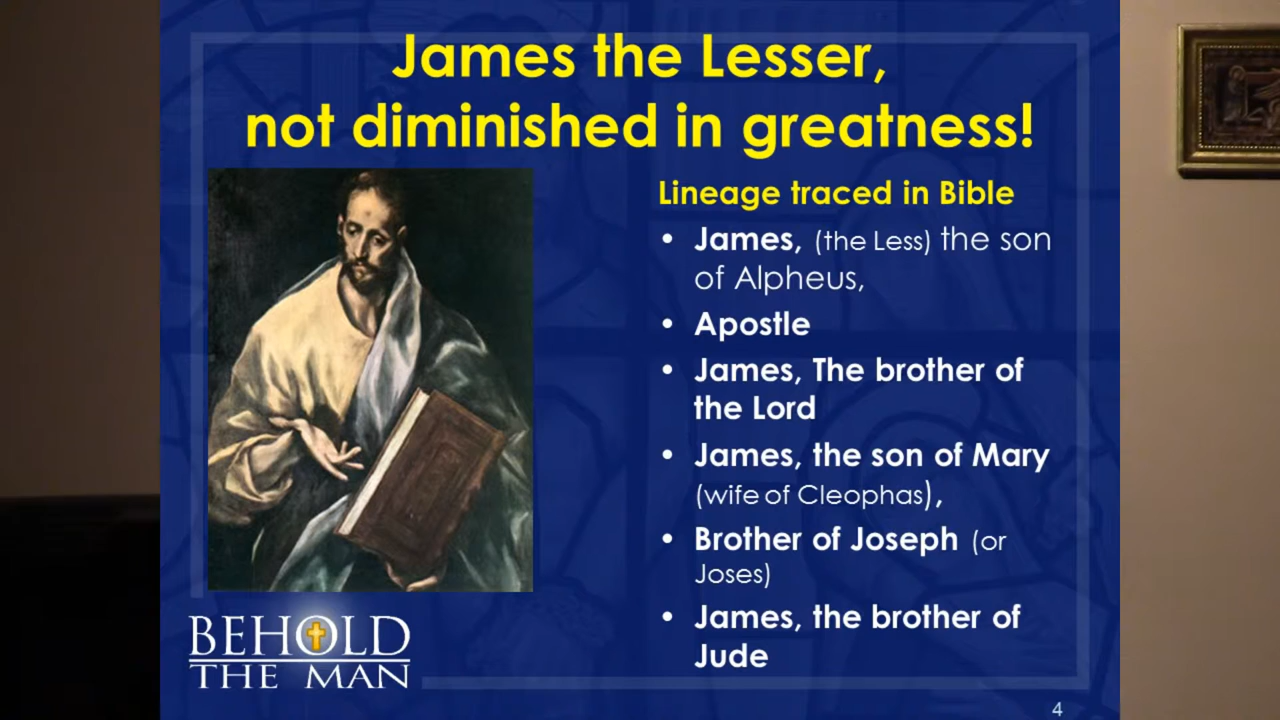 James the Lesser,
not diminished in greatness!
Lineage traced in Bible
• James, (the Less) the son
of Alpheus,
• Apostle
• James, The brother of
the Lord
• James, the son of Mary
(wife of Cleophas),
• Brother of Joseph (or
Joses)
• James, the brother of
Jude
BEHOLD
THE MAN
4